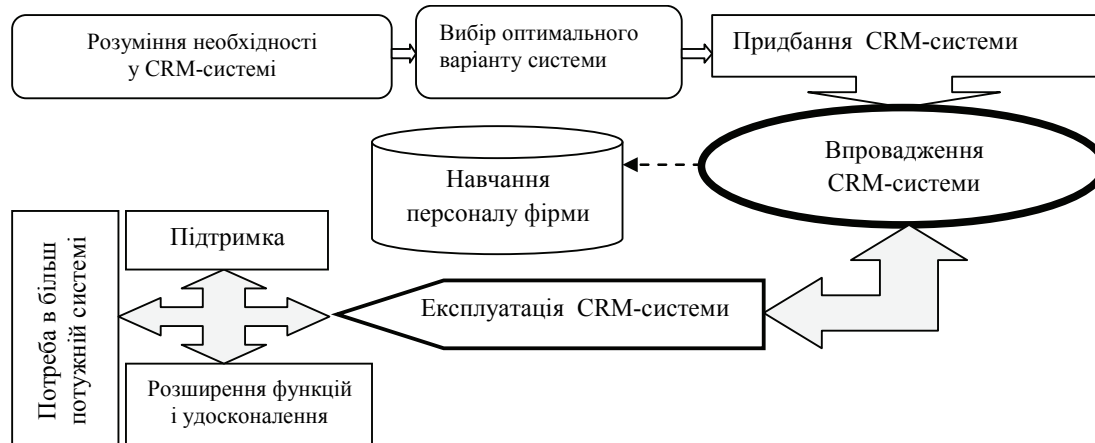 Розуміння необхідності
у CRM-системі
Вибір оптимального
варіанту системи
Придбання CRM-системи
Впровадження
CRM-системи
Навчання
персоналу фірми
Експлуатація CRM-системи
Підтримка
Потреба в більш
потужній системі
Розширення функцій
і удосконалення